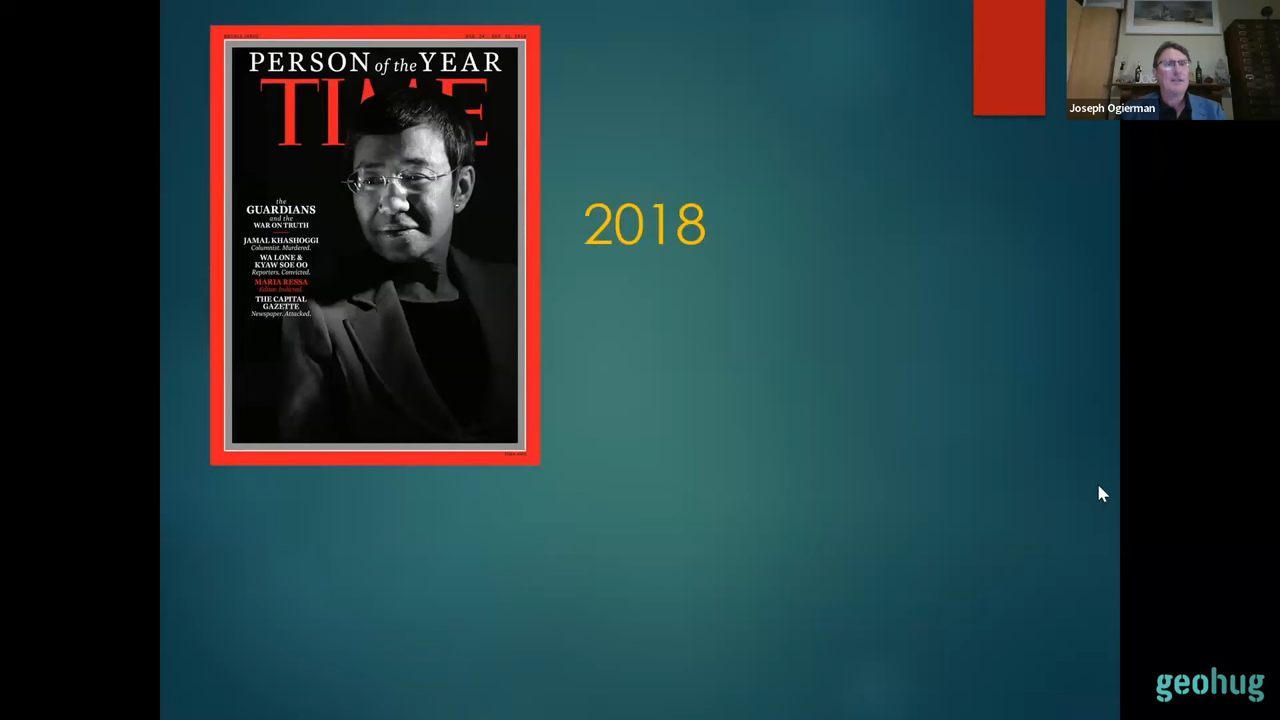 PERSON of the YEAR
TIME
the
GUARDIANS
and the
WAR ON TRUTH
JAMAL KHASHOGGI
Columnist. Murdered.
WA LONE &
KYAW SOE OO
Reporters. Convicted.
MARIA RESSA
Editor. Indicted.
THE CAPITAL
GAZETTE
Newspaper. Attacked.
2018
Joseph Ogierman
geohug